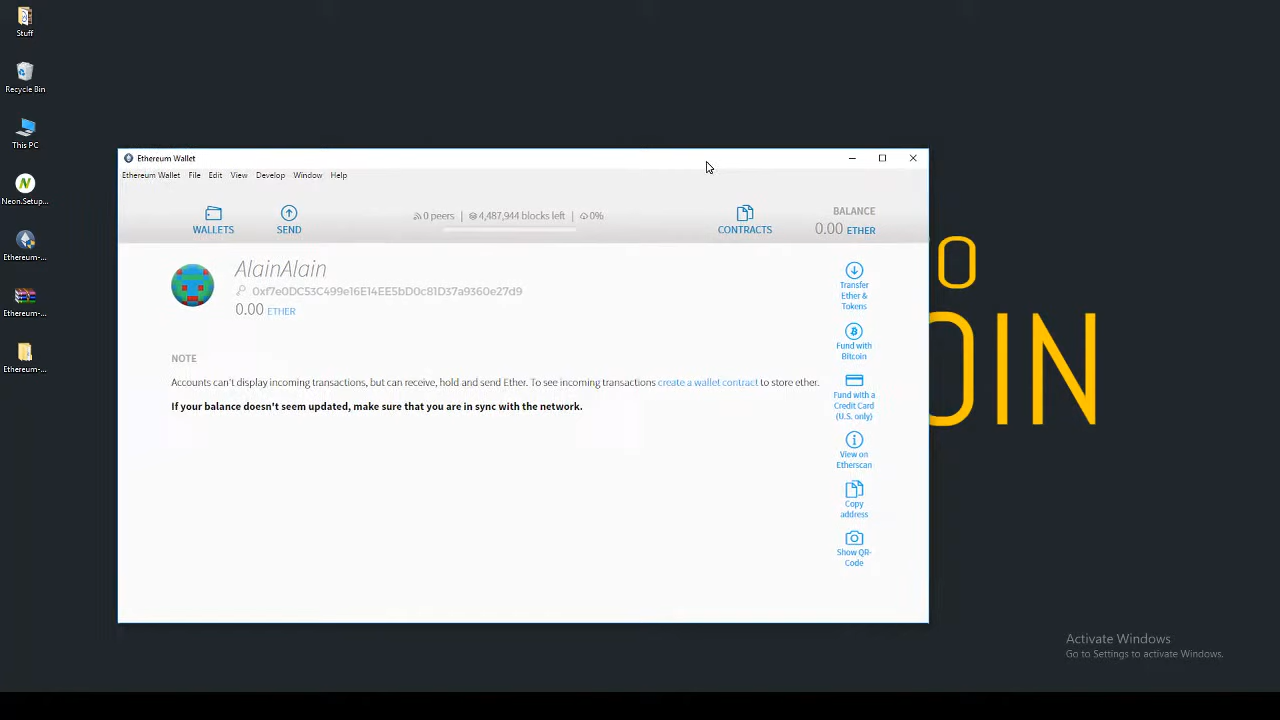 Stuff
Recycle Bin
This PC
Neon.Setup...
Ethereum-...
Ethereum-...
Ethereum-...
Ethereum Wallet
Ethereum Wallet File Edit View Develop Window Help
WALLETS
SEND
0 peers | 4,487,944 blocks left | 0%
CONTRACTS
BALANCE
0.00 ETHER
AlainAlain
0xf7e0DC53C499e16E14EE5bD0c81D37a9360e27d9
0.00 ETHER
NOTE
Accounts can't display incoming transactions, but can receive, hold and send Ether. To see incoming transactions create a wallet contract to store ether.
If your balance doesn't seem updated, make sure that you are in sync with the network.
Transfer
Ether &
Tokens
Fund with
Bitcoin
Fund with a
Credit Card
(U.S. only)
View on
Etherscan
Copy
address
Show QR-
Code
O
OIN
Activate Windows
Go to Settings to activate Windows.